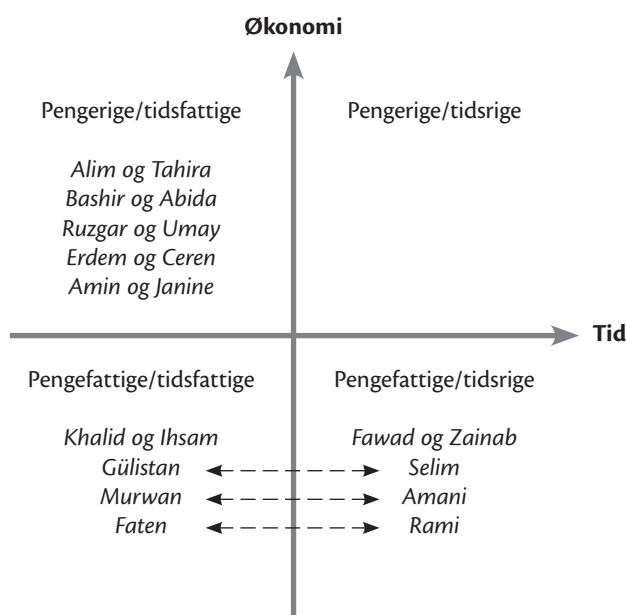 Økonomi
Pengerige/tidsfattige
Pengerige/tidsrige
Alim og Tahira
Bashir og Abida
Ruzgar og Umay
Erdem og Ceren
Amin og Janine
Tid
Pengefattige/tidsfattige
Pengefattige/tidsrige
Khalid og Ihsam
Fawad og Zainab
Gülistan
Selim
Murwan
Amani
Faten
Rami